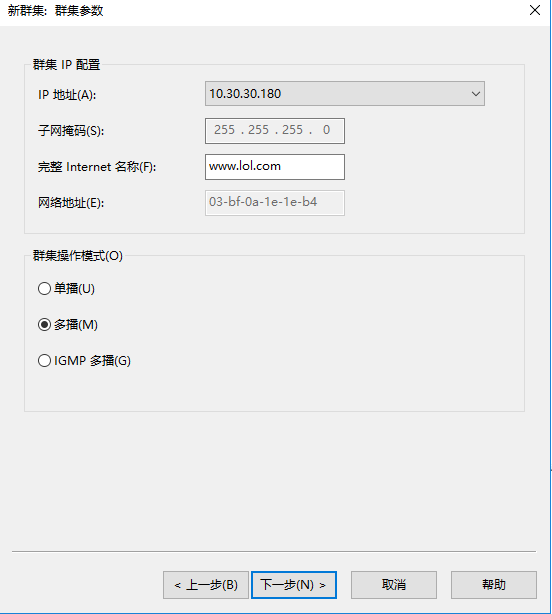 新群集: 群集参数
群集 IP 配置
IP 地址(A): 10.30.30.180
子网掩码(S): 255 . 255 . 255 . 0
完整 Internet 名称(F): www.lol.com
网络地址(E): 03-bf-0a-1e-1e-b4
群集操作模式(O)
单播(U)
多播(M)
IGMP 多播(G)
< 上一步(B) 下一步(N) > 取消 帮助